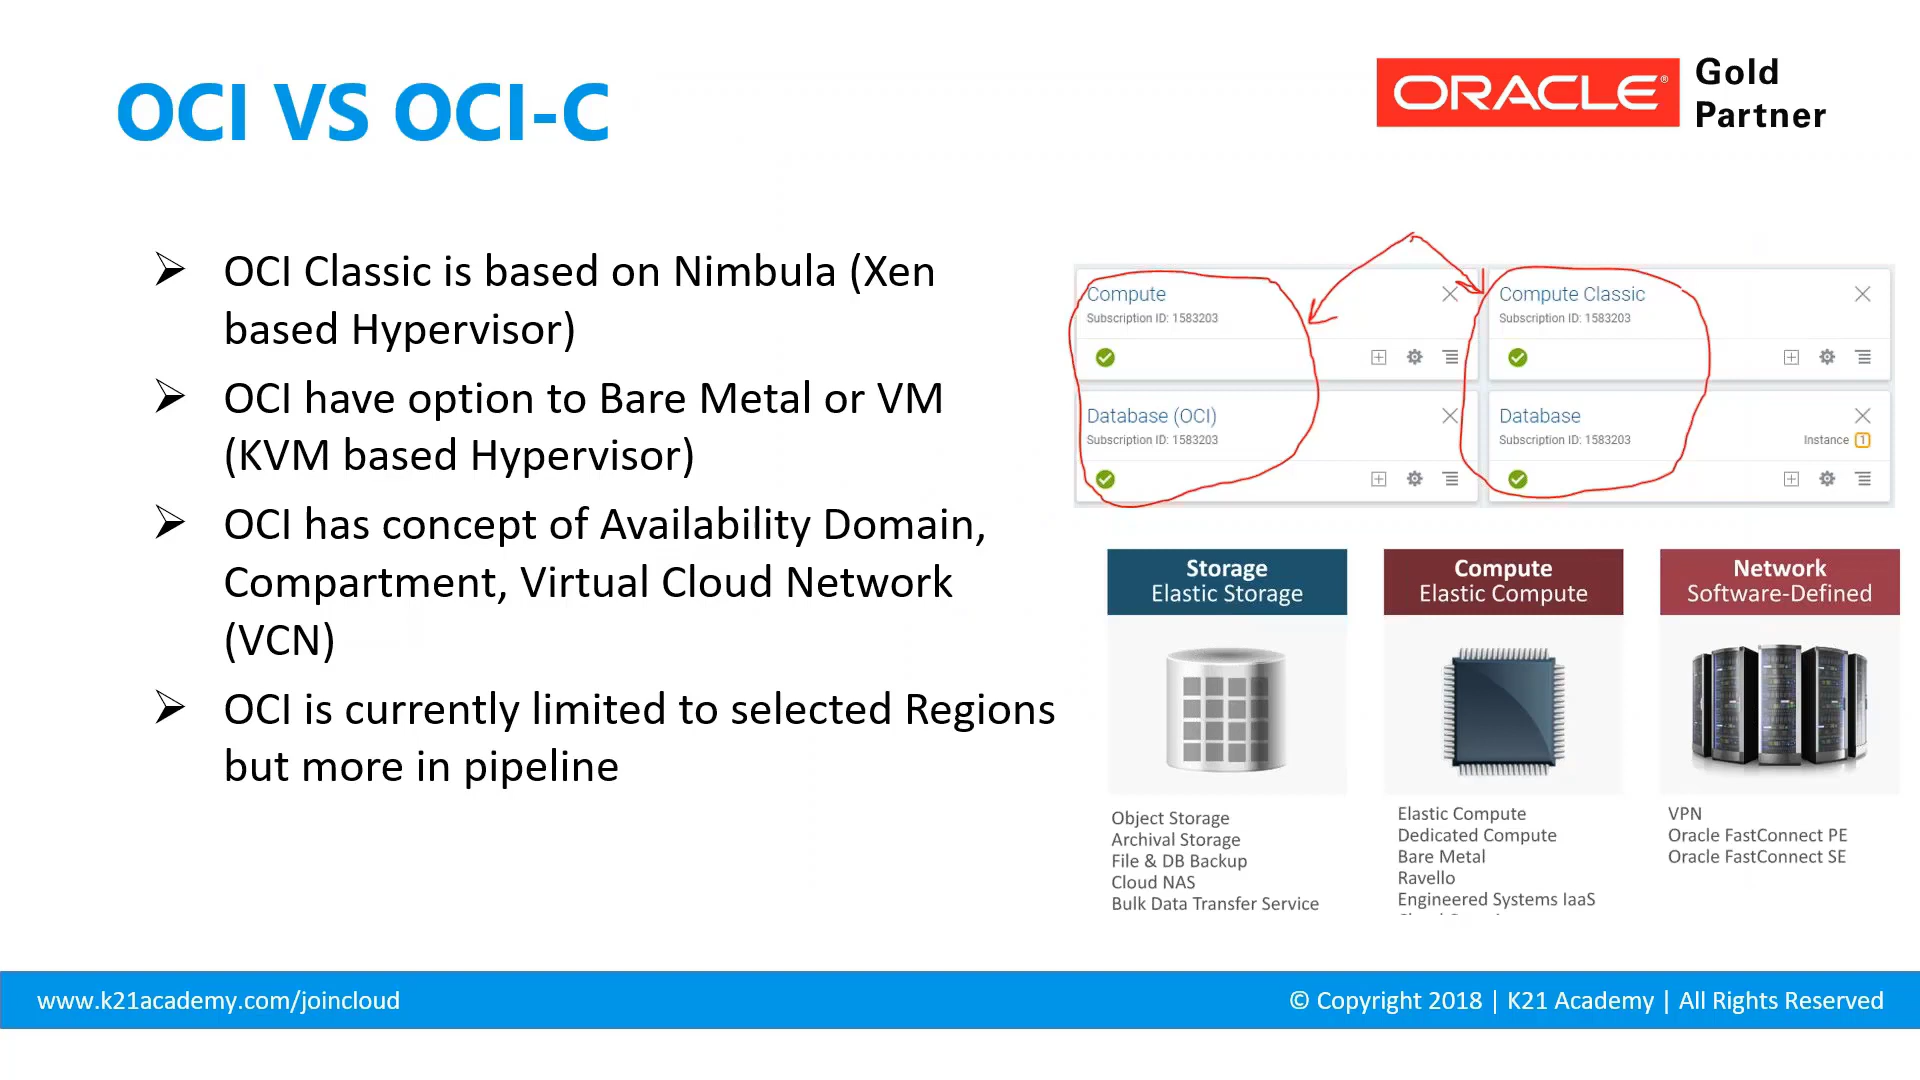 OCI VS OCI-C
ORACLE®
Gold
Partner
OCI Classic is based on Nimbula (Xen
based Hypervisor)
OCI have option to Bare Metal or VM
(KVM based Hypervisor)
OCI has concept of Availability Domain,
Compartment, Virtual Cloud Network
(VCN)
OCI is currently limited to selected Regions
but more in pipeline
Compute
Subscription ID: 1583203
Compute Classic
Subscription ID: 1583203
Database (OCI)
Subscription ID: 1583203
Database
Subscription ID: 1583203
Instance 1
Storage
Elastic Storage
Object Storage
Archival Storage
File & DB Backup
Cloud NAS
Bulk Data Transfer Service
Compute
Elastic Compute
Elastic Compute
Dedicated Compute
Bare Metal
Ravello
Engineered Systems IaaS
Network
Software-Defined
VPN
Oracle FastConnect PE
Oracle FastConnect SE
www.k21academy.com/joincloud
© Copyright 2018 | K21 Academy | All Rights Reserved